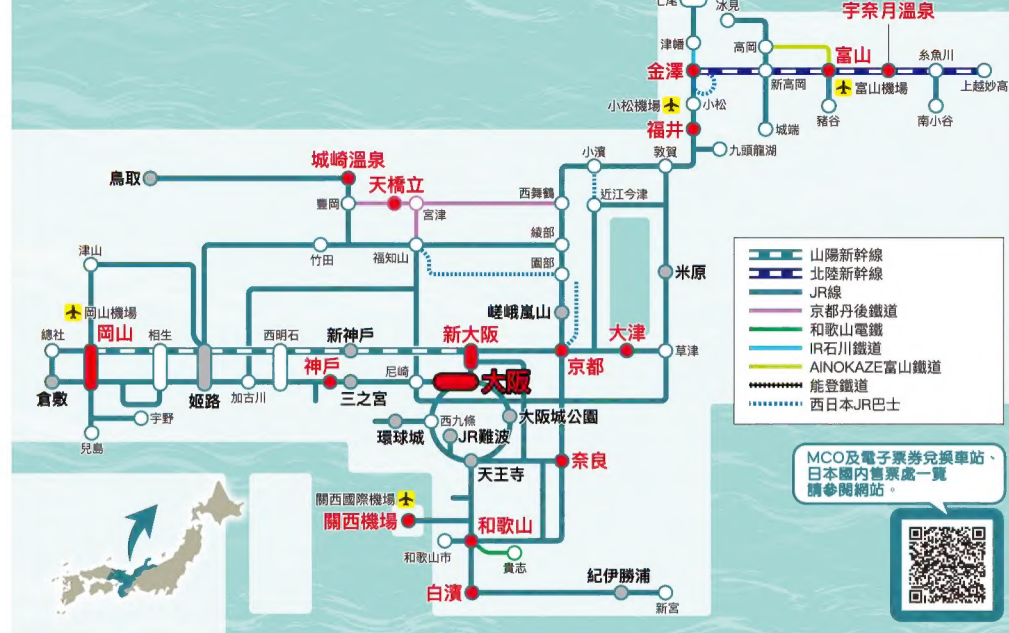 七尾
冰見
宇奈月溫泉
津幡
高岡
富山
糸魚川
金澤
新高岡
富山機場
上越妙高
小松機場
小松
豬谷
南小谷
福井
城端
九頭龍湖
小濱
敦賀
城崎溫泉
鳥取
天橋立
西舞鶴
近江今津
豐岡
宮津
綾部
竹田
福知山
園部
米原
津山
嵯峨嵐山
岡山機場
岡山
總社
相生
西明石
新神戶
新大阪
大津
神戶
尼崎
京都
草津
大阪
倉敷
姬路
加古川
三之宮
宇野
兒島
環球城
西九條
大阪城公園
JR難波
天王寺
奈良
關西國際機場
關西機場
和歌山
和歌山市
貴志
白濱
紀伊勝浦
新宮
山陽新幹線
北陸新幹線
JR線
京都丹後鐵道
和歌山電鐵
IR石川鐵道
AINOKAZE富山鐵道
能登鐵道
西日本JR巴士
MCO及電子票券兌換車站、
日本國內售票處一覽
請參閱網站。